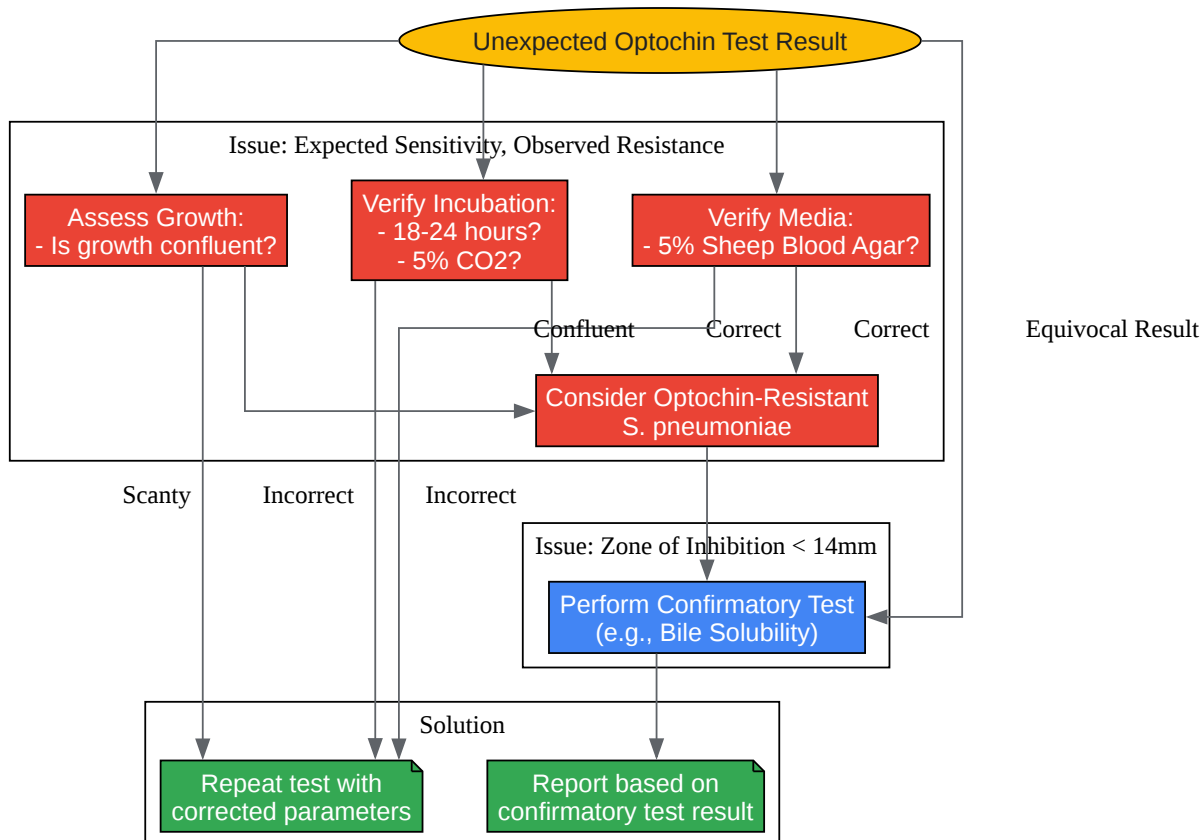 Unexpected Optochin Test Result
Issue: Expected Sensitivity, Observed Resistance
Assess Growth:
- Is growth confluent?
Verify Incubation:
- 18-24 hours?
- 5% CO2?
Verify Media:
- 5% Sheep Blood Agar?
Confluent
Correct
Correct
Equivocal Result
Consider Optochin-Resistant
S. pneumoniae
Scanty
Incorrect
Incorrect
Issue: Zone of Inhibition < 14mm
Perform Confirmatory Test
(e.g., Bile Solubility)
Solution
Repeat test with
corrected parameters
Report based on
confirmatory test result